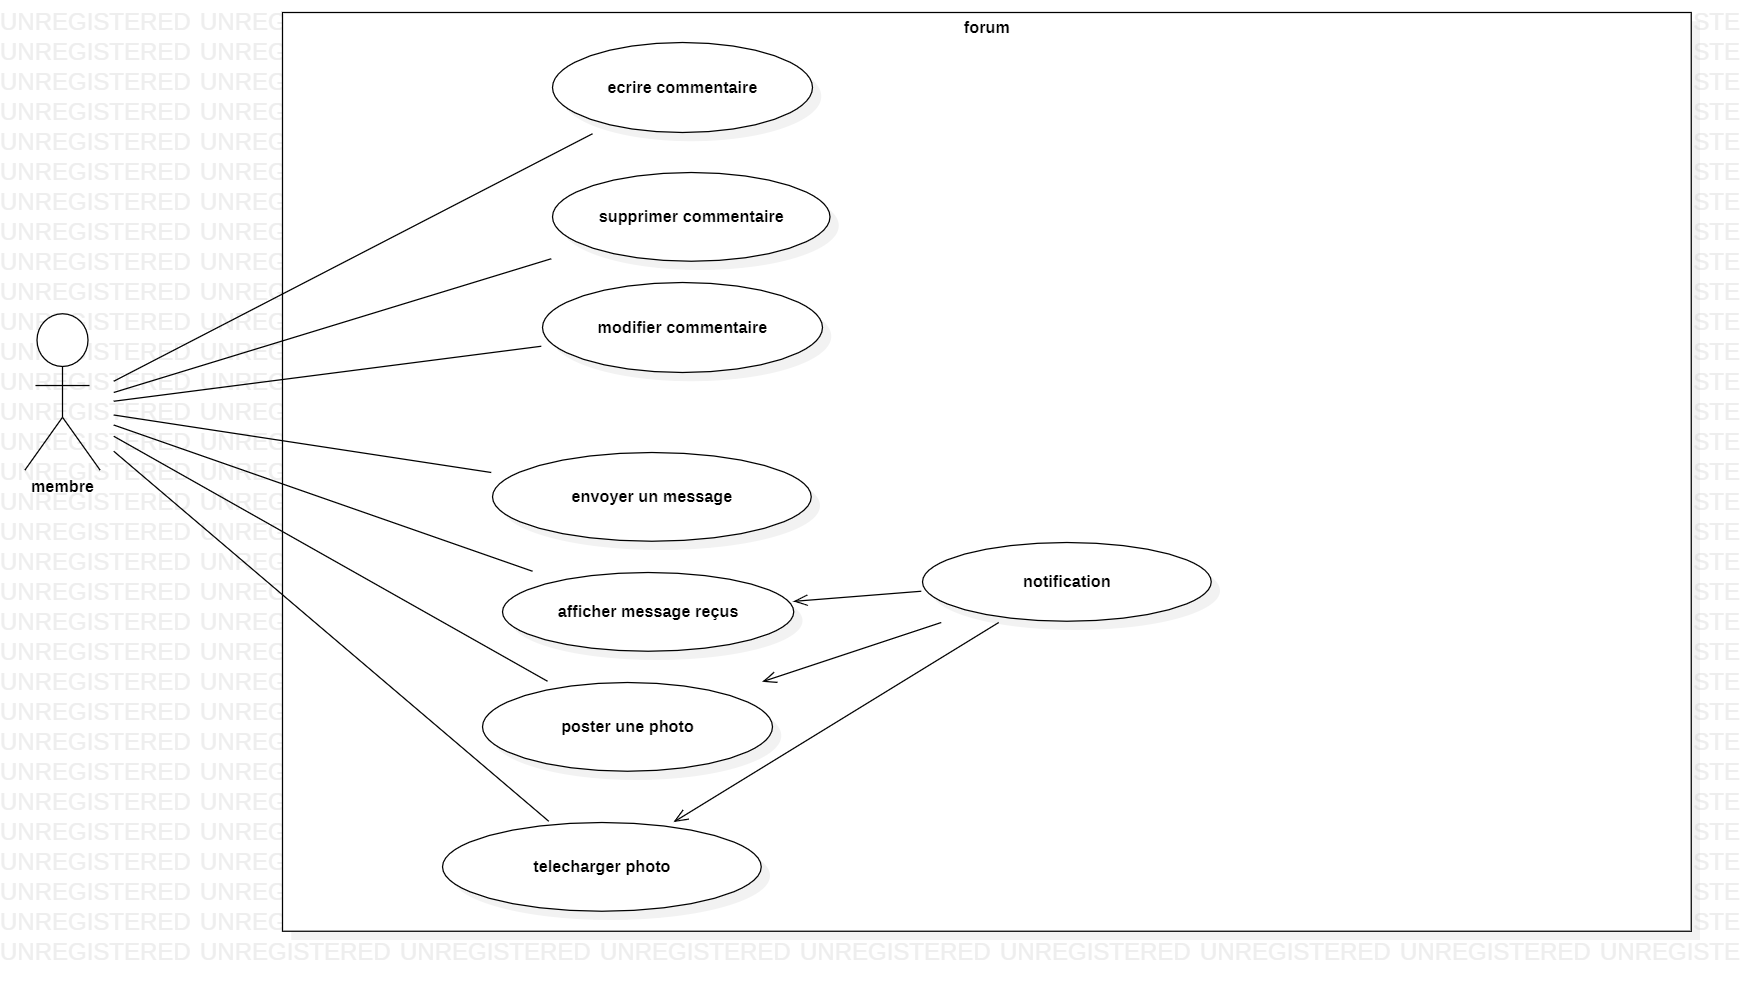 forum
ecrire commentaire
supprimer commentaire
modifier commentaire
membre
envoyer un message
notification
afficher message reçus
poster une photo
telecharger photo
UNREGISTERED UNREGISTERED UNREGISTERED UNREGISTERED UNREGISTERED UNREGISTERED UNREGISTERED UNREGISTERED UNREGISTE